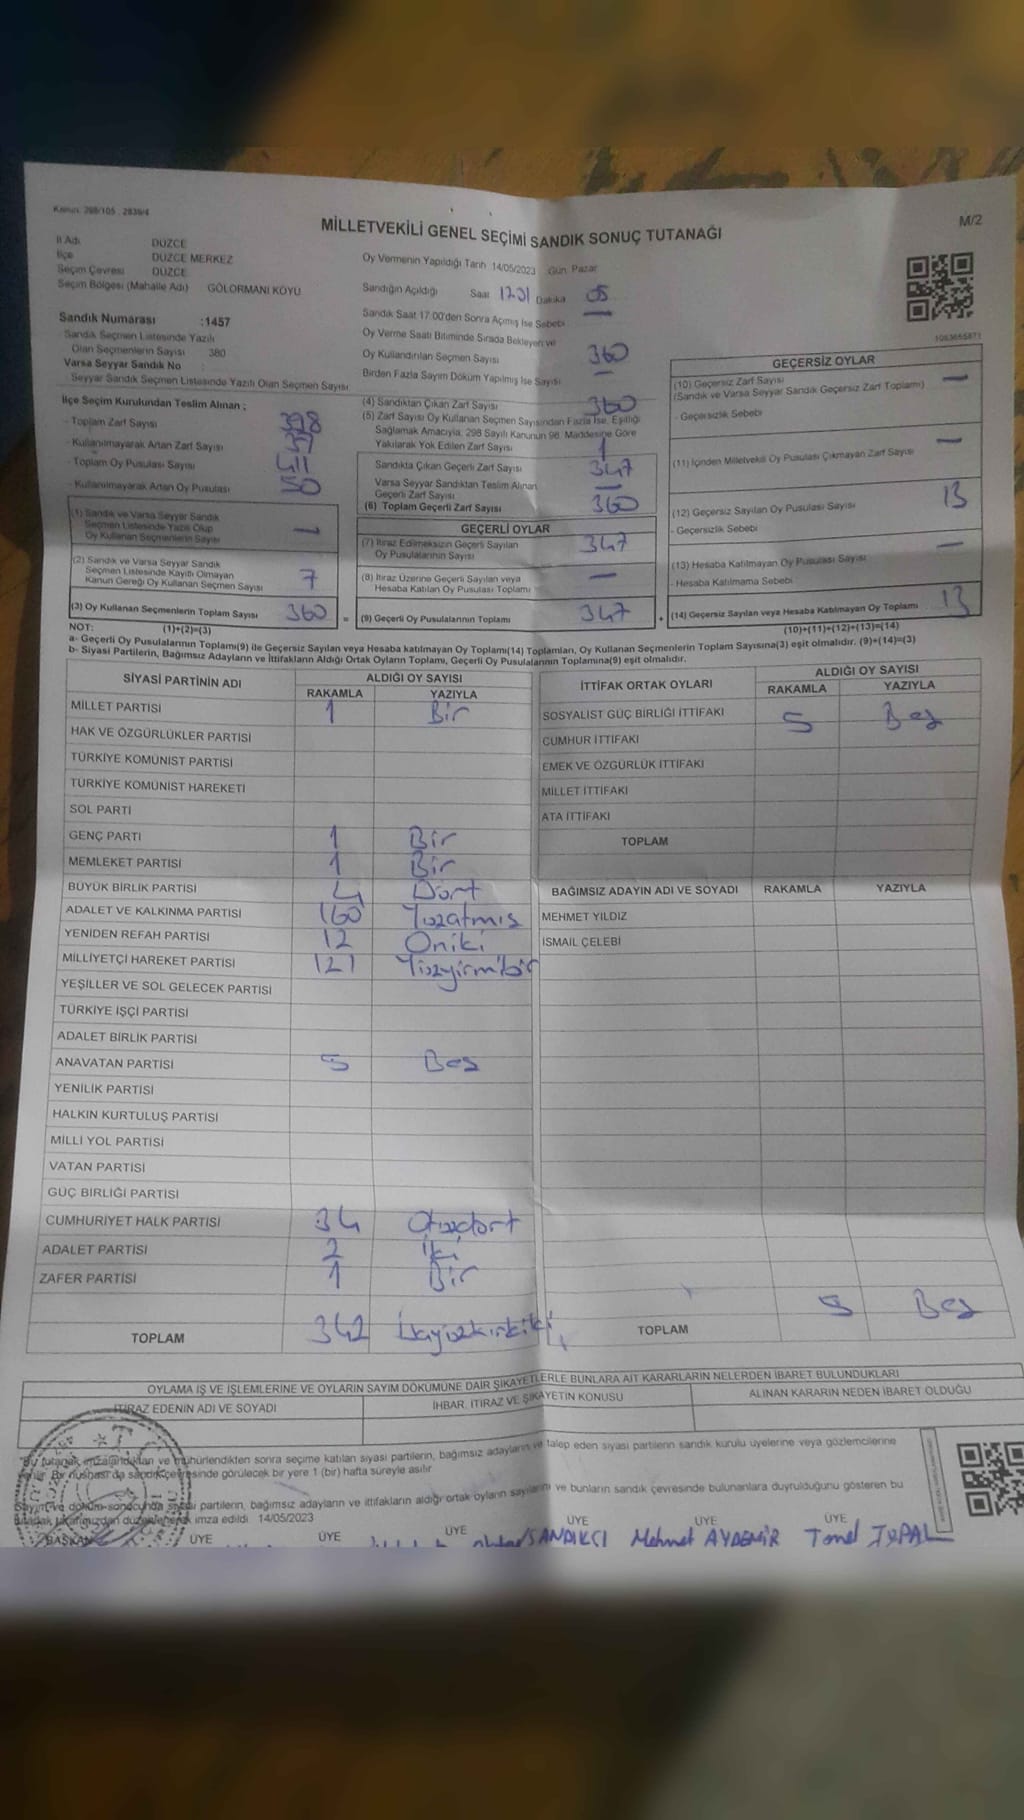 Kanun: 298/105 . 2839/4
MİLLETVEKİLİ GENEL SEÇİMİ SANDIK SONUÇ TUTANAĞI
M/2
İl Adı DÜZCE
İlçe DÜZCE MERKEZ
Seçim Çevresi DÜZCE
Seçim Bölgesi (Mahalle Adı) GÖLORMANI KÖYÜ
Oy Vermenin Yapıldığı Tarih 14/05/2023 Gün Pazar
Sandığın Açıldığı Saat Dakika 05
Sandık Saat 17:00'den Sonra Açılmış İse Sebebi —
Sandık Numarası :1457
Sandık Seçmen Listesinde Yazılı
Olan Seçmenlerin Sayısı 380
Varsa Seyyar Sandık No
Seyyar Sandık Seçmen Listesinde Yazılı Olan Seçmen Sayısı
Oy Verme Saati Bitiminde Sırada Bekleyen ve
Oy Kullandırılan Seçmen Sayısı 360
Birden Fazla Sayım Döküm Yapılmış İse Sayısı —
İlçe Seçim Kurulundan Teslim Alınan ;
- Toplam Zarf Sayısı 398
- Kullanılmayarak Artan Zarf Sayısı
- Toplam Oy Pusulası Sayısı 411
- Kullanılmayarak Artan Oy Pusulası 50
(4) Sandıktan Çıkan Zarf Sayısı 360
(5) Zarf Sayısı Oy Kullanan Seçmen Sayısından Fazla İse, Eşitliği
Sağlamak Amacıyla, 298 Sayılı Kanunun 98. Maddesine Göre
Yakılarak Yok Edilen Zarf Sayısı 1
Sandıkta Çıkan Geçerli Zarf Sayısı 347
Varsa Seyyar Sandıktan Teslim Alınan
Geçerli Zarf Sayısı —
(6) Toplam Geçerli Zarf Sayısı 360
1083655871
GEÇERSİZ OYLAR
(10) Geçersiz Zarf Sayısı —
(Sandık ve Varsa Seyyar Sandık Geçersiz Zarf Toplamı)
- Geçersizlik Sebebi
(11) İçinden Milletvekili Oy Pusulası Çıkmayan Zarf Sayısı —
(12) Geçersiz Sayılan Oy Pusulası Sayısı 13
- Geçersizlik Sebebi
(13) Hesaba Katılmayan Oy Pusulası Sayısı —
- Hesaba Katılmama Sebebi
(14) Geçersiz Sayılan veya Hesaba Katılmayan Oy Toplamı 13
(1) Sandık ve Varsa Seyyar Sandık
Seçmen Listesinde Yazılı Olup
Oy Kullanan Seçmenlerin Sayısı —
(2) Sandık ve Varsa Seyyar Sandık
Seçmen Listesinde Kayıtlı Olmayan
Kanun Gereği Oy Kullanan Seçmen Sayısı 7
(3) Oy Kullanan Seçmenlerin Toplam Sayısı 360
GEÇERLİ OYLAR
(7) İtiraz Edilmeksizin Geçerli Sayılan
Oy Pusulalarının Sayısı 347
(8) İtiraz Üzerine Geçerli Sayılan veya
Hesaba Katılan Oy Pusulası Toplamı —
= (9) Geçerli Oy Pusulalarının Toplamı 347 +
NOT: (1)+(2)=(3)
(10)+(11)+(12)+(13)=(14)
a- Geçerli Oy Pusulalarının Toplamı(9) ile Geçersiz Sayılan veya Hesaba katılmayan Oy Toplamı(14) Toplamları, Oy Kullanan Seçmenlerin Toplam Sayısına(3) eşit olmalıdır. (9)+(14)=(3)
b- Siyasi Partilerin, Bağımsız Adayların ve İttifakların Aldığı Ortak Oyların Toplamı, Geçerli Oy Pusulalarının Toplamına(9) eşit olmalıdır.
SİYASİ PARTİNİN ADI ALDIĞI OY SAYISI
RAKAMLA YAZIYLA
MİLLET PARTİSİ 1 Bir
HAK VE ÖZGÜRLÜKLER PARTİSİ
TÜRKİYE KOMÜNİST PARTİSİ
TÜRKİYE KOMÜNİST HAREKETİ
SOL PARTİ
GENÇ PARTİ 1 Bir
MEMLEKET PARTİSİ 1 Bir
BÜYÜK BİRLİK PARTİSİ 4 Dört
ADALET VE KALKINMA PARTİSİ 160 Yüzatmış
YENİDEN REFAH PARTİSİ 12 Oniki
MİLLİYETÇİ HAREKET PARTİSİ 121 Yüzyirmibir
YEŞİLLER VE SOL GELECEK PARTİSİ
TÜRKİYE İŞÇİ PARTİSİ
ADALET BİRLİK PARTİSİ
ANAVATAN PARTİSİ 5 Beş
YENİLİK PARTİSİ
HALKIN KURTULUŞ PARTİSİ
MİLLİ YOL PARTİSİ
VATAN PARTİSİ
GÜÇ BİRLİĞİ PARTİSİ
CUMHURİYET HALK PARTİSİ 34 Otuzdört
ADALET PARTİSİ 2 İki
ZAFER PARTİSİ 1 Bir
TOPLAM 342 Üçyüzkırkiki
İTTİFAK ORTAK OYLARI ALDIĞI OY SAYISI
RAKAMLA YAZIYLA
SOSYALİST GÜÇ BİRLİĞİ İTTİFAKI 5 Beş
CUMHUR İTTİFAKI
EMEK VE ÖZGÜRLÜK İTTİFAKI
MİLLET İTTİFAKI
ATA İTTİFAKI
TOPLAM
BAĞIMSIZ ADAYIN ADI VE SOYADI RAKAMLA YAZIYLA
MEHMET YILDIZ
İSMAİL ÇELEBİ
TOPLAM 5 Beş
OYLAMA İŞ VE İŞLEMLERİNE VE OYLARIN SAYIM DÖKÜMÜNE DAİR ŞİKAYETLERLE BUNLARA AİT KARARLARIN NELERDEN İBARET BULUNDUKLARI
İTİRAZ EDENİN ADI VE SOYADI İHBAR, İTİRAZ VE ŞİKAYETİN KONUSU ALINAN KARARIN NEDEN İBARET OLDUĞU
Bu tutanak imzalandıktan ve mühürlendikten sonra seçime katılan siyasi partilerin, bağımsız adayların ve talep eden siyasi partilerin sandık kurulu üyelerine veya gözlemcilerine
verilir. Bir nüshası da sandık çevresinde görülecek bir yere 1 (bir) hafta süreyle asılır
Sayım ve döküm sonucunda siyasi partilerin, bağımsız adayların ve ittifakların aldığı ortak oyların sayılarını ve bunların sandık çevresinde bulunanlara duyrulduğunu gösteren bu
tutanak tarafımızdan düzenlenerek imza edildi 14/05/2023
BAŞKAN ÜYE ÜYE ÜYE ÜYE ÜYE ÜYE
SANDIKCI Mehmet AYDEMİR Temel TOPAL